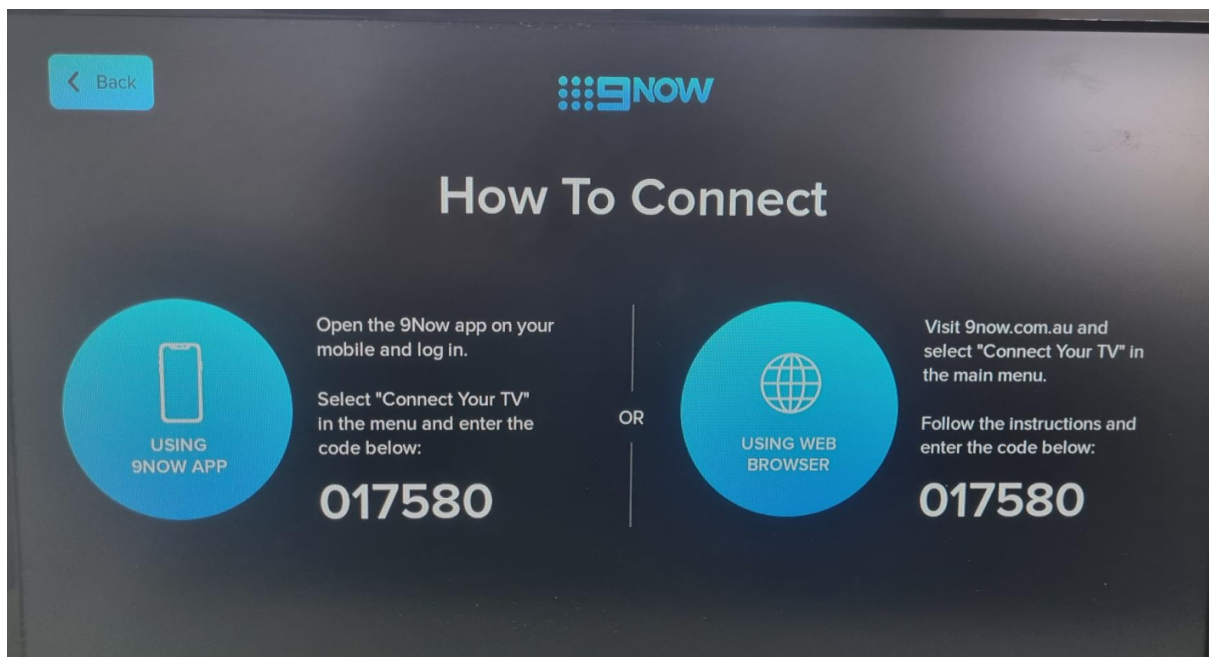 Back
9NOW
How To Connect
Open the 9Now app on your
mobile and log in.
Select "Connect Your TV"
in the menu and enter the
code below:
017580
USING
9NOW APP
OR
USING WEB
BROWSER
Visit 9now.com.au and
select "Connect Your TV" in
the main menu.
Follow the instructions and
enter the code below:
017580